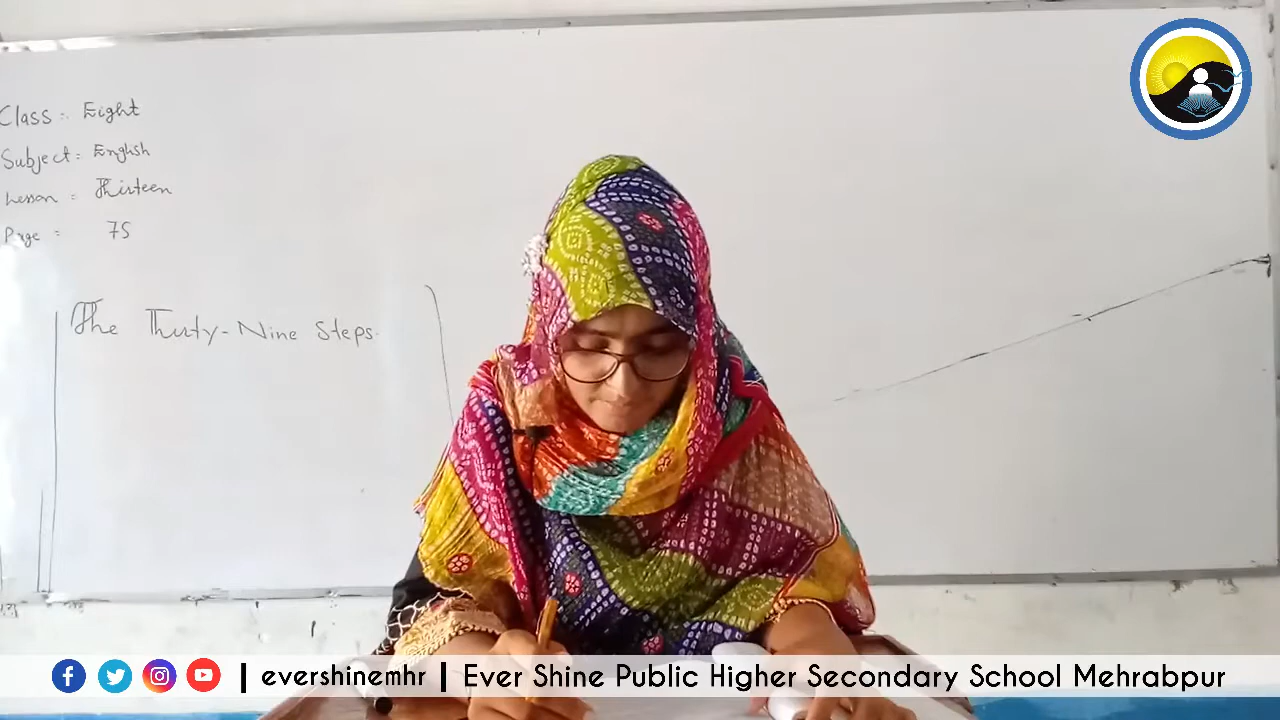 Class : Eight
Subject : English
Lesson : Thirteen
Page : 75
The Thirty-Nine Steps.
| evershinemhr | Ever Shine Public Higher Secondary School Mehrabpur